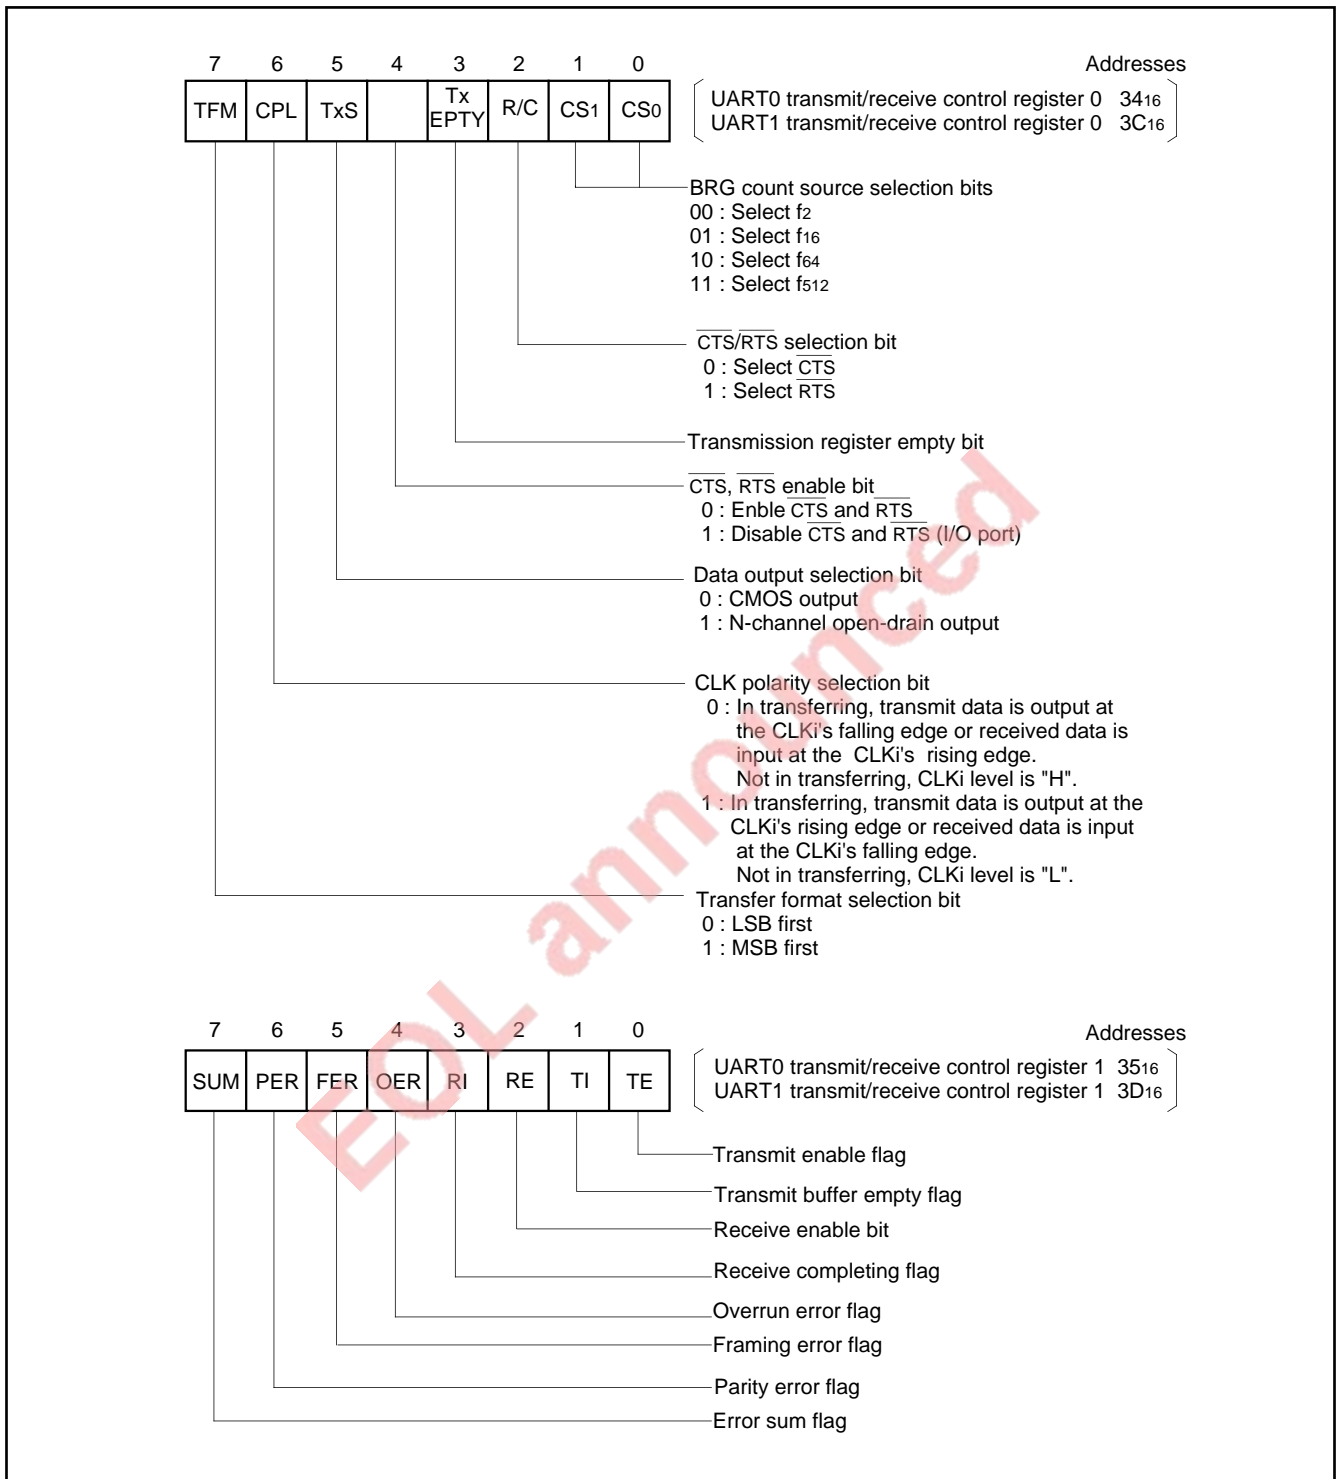 7 6 5 4 3 2 1 0 Addresses
TFM CPL TxS Tx EPTY R/C CS1 CS0
UART0 transmit/receive control register 0 3416
UART1 transmit/receive control register 0 3C16
BRG count source selection bits
00 : Select f2
01 : Select f16
10 : Select f64
11 : Select f512
CTS/RTS selection bit
0 : Select CTS
1 : Select RTS
Transmission register empty bit
CTS, RTS enable bit
0 : Enble CTS and RTS
1 : Disable CTS and RTS (I/O port)
Data output selection bit
0 : CMOS output
1 : N-channel open-drain output
CLK polarity selection bit
0 : In transferring, transmit data is output at
the CLKi's falling edge or received data is
input at the CLKi's rising edge.
Not in transferring, CLKi level is "H".
1 : In transferring, transmit data is output at the
CLKi's rising edge or received data is input
at the CLKi's falling edge.
Not in transferring, CLKi level is "L".
Transfer format selection bit
0 : LSB first
1 : MSB first
7 6 5 4 3 2 1 0 Addresses
SUM PER FER OER RI RE TI TE
UART0 transmit/receive control register 1 3516
UART1 transmit/receive control register 1 3D16
Transmit enable flag
Transmit buffer empty flag
Receive enable bit
Receive completing flag
Overrun error flag
Framing error flag
Parity error flag
Error sum flag
EOL announced